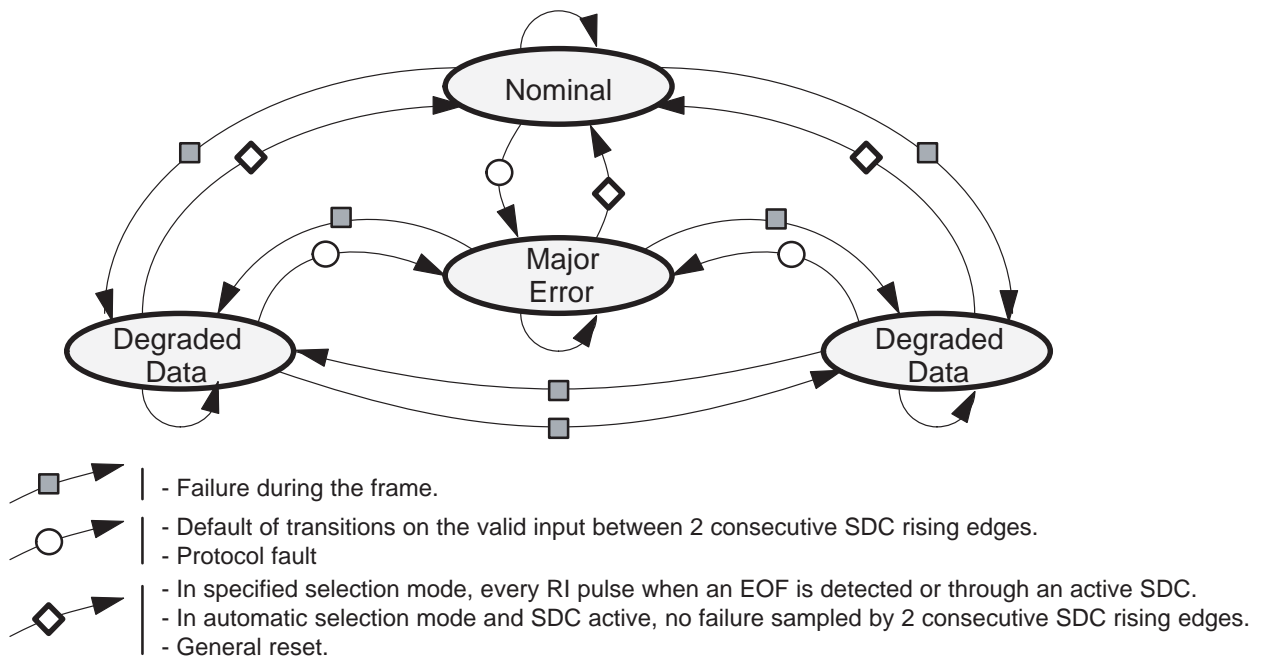 Nominal
Major
Error
Degraded
Data
Degraded
Data
- Failure during the frame.
- Default of transitions on the valid input between 2 consecutive SDC rising edges.
- Protocol fault
- In specified selection mode, every RI pulse when an EOF is detected or through an active SDC.
- In automatic selection mode and SDC active, no failure sampled by 2 consecutive SDC rising edges.
- General reset.